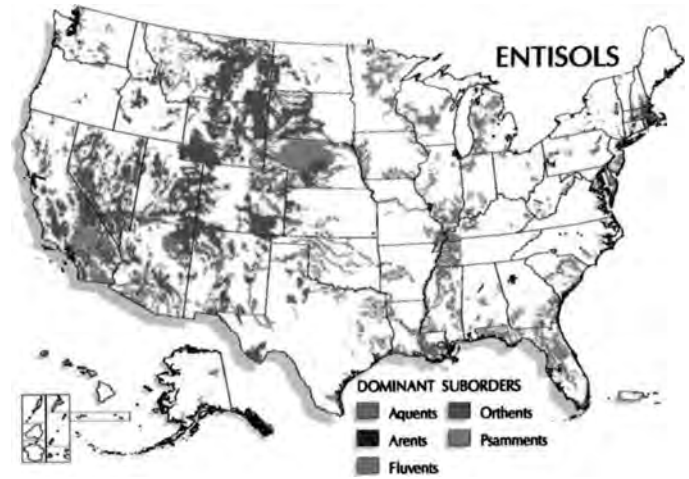 ENTISOLS
DOMINANT SUBORDERS
Aquents
Orthents
Arents
Psamments
Fluvents